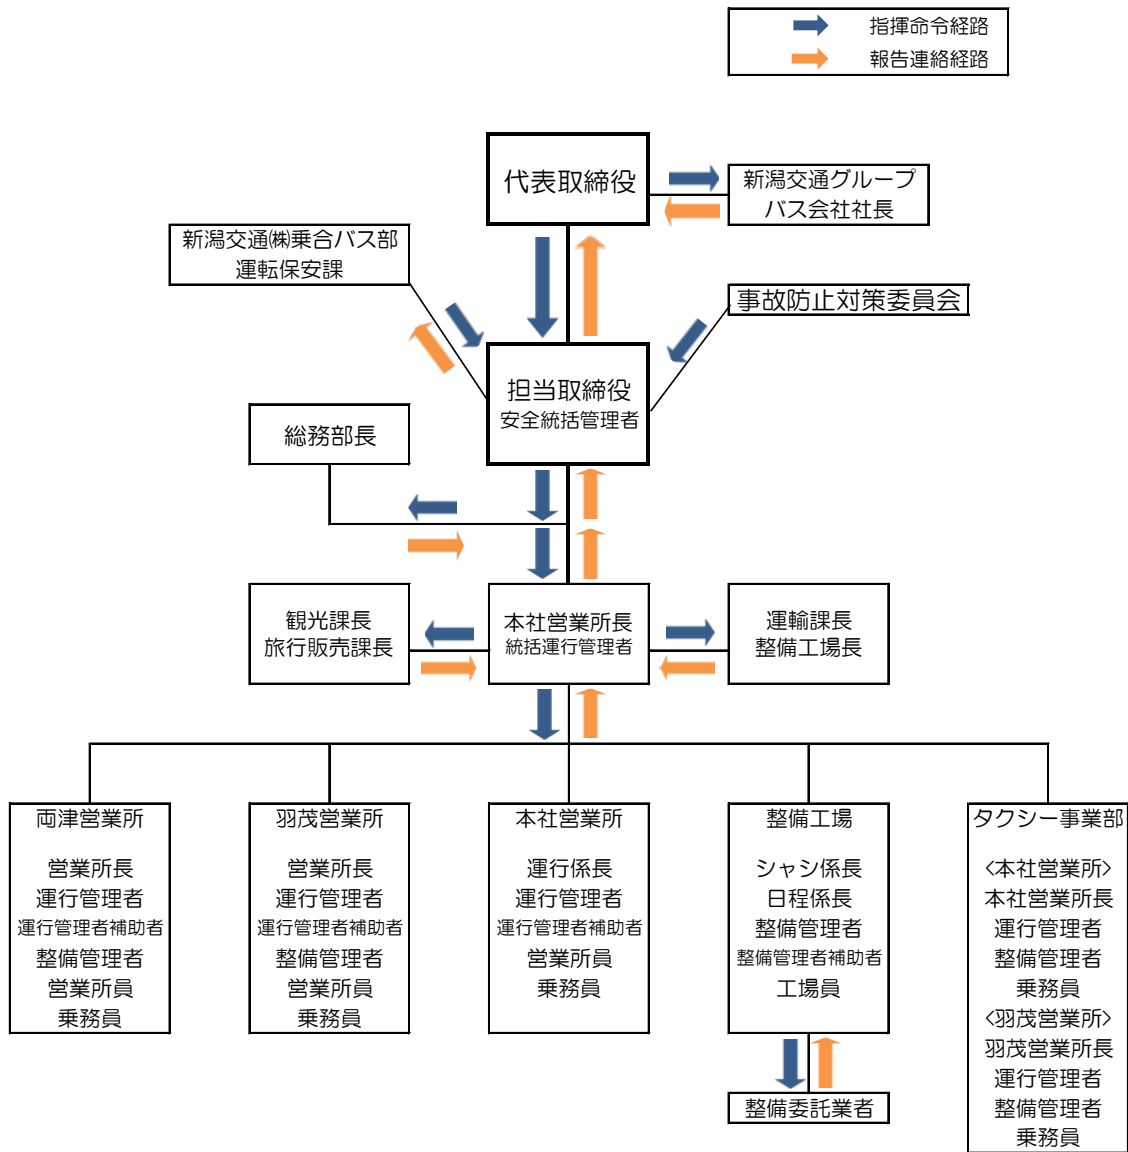 指揮命令経路
報告連絡経路
代表取締役
新潟交通グループ
バス会社社長
新潟交通㈱乗合バス部
運転保安課
事故防止対策委員会
担当取締役
安全統括管理者
総務部長
観光課長
旅行販売課長
本社営業所長
統括運行管理者
運輸課長
整備工場長
両津営業所
営業所長
運行管理者
運行管理者補助者
整備管理者
営業所員
乗務員
羽茂営業所
営業所長
運行管理者
運行管理者補助者
整備管理者
営業所員
乗務員
本社営業所
運行係長
運行管理者
運行管理者補助者
営業所員
乗務員
整備工場
シャシ係長
日程係長
整備管理者
整備管理者補助者
工場員
整備委託業者
タクシー事業部
<本社営業所>
本社営業所長
運行管理者
整備管理者
乗務員
<羽茂営業所>
羽茂営業所長
運行管理者
整備管理者
乗務員